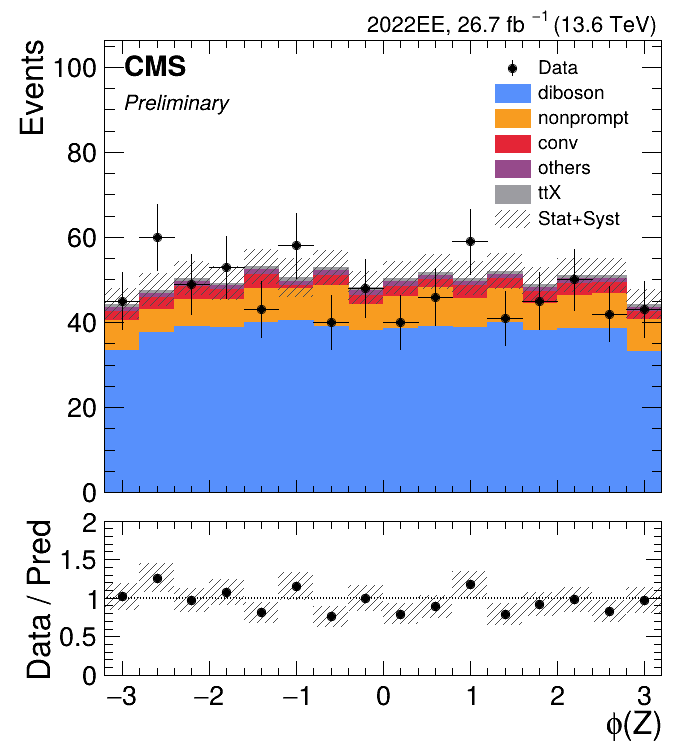 2022EE, 26.7 fb⁻¹ (13.6 TeV)
Events
100
80
60
40
20
0
CMS
Preliminary
Data
diboson
nonprompt
conv
others
ttX
Stat+Syst
Data / Pred
2
1.5
1
0.5
0
−3 −2 −1 0 1 2 3
ϕ(Z)